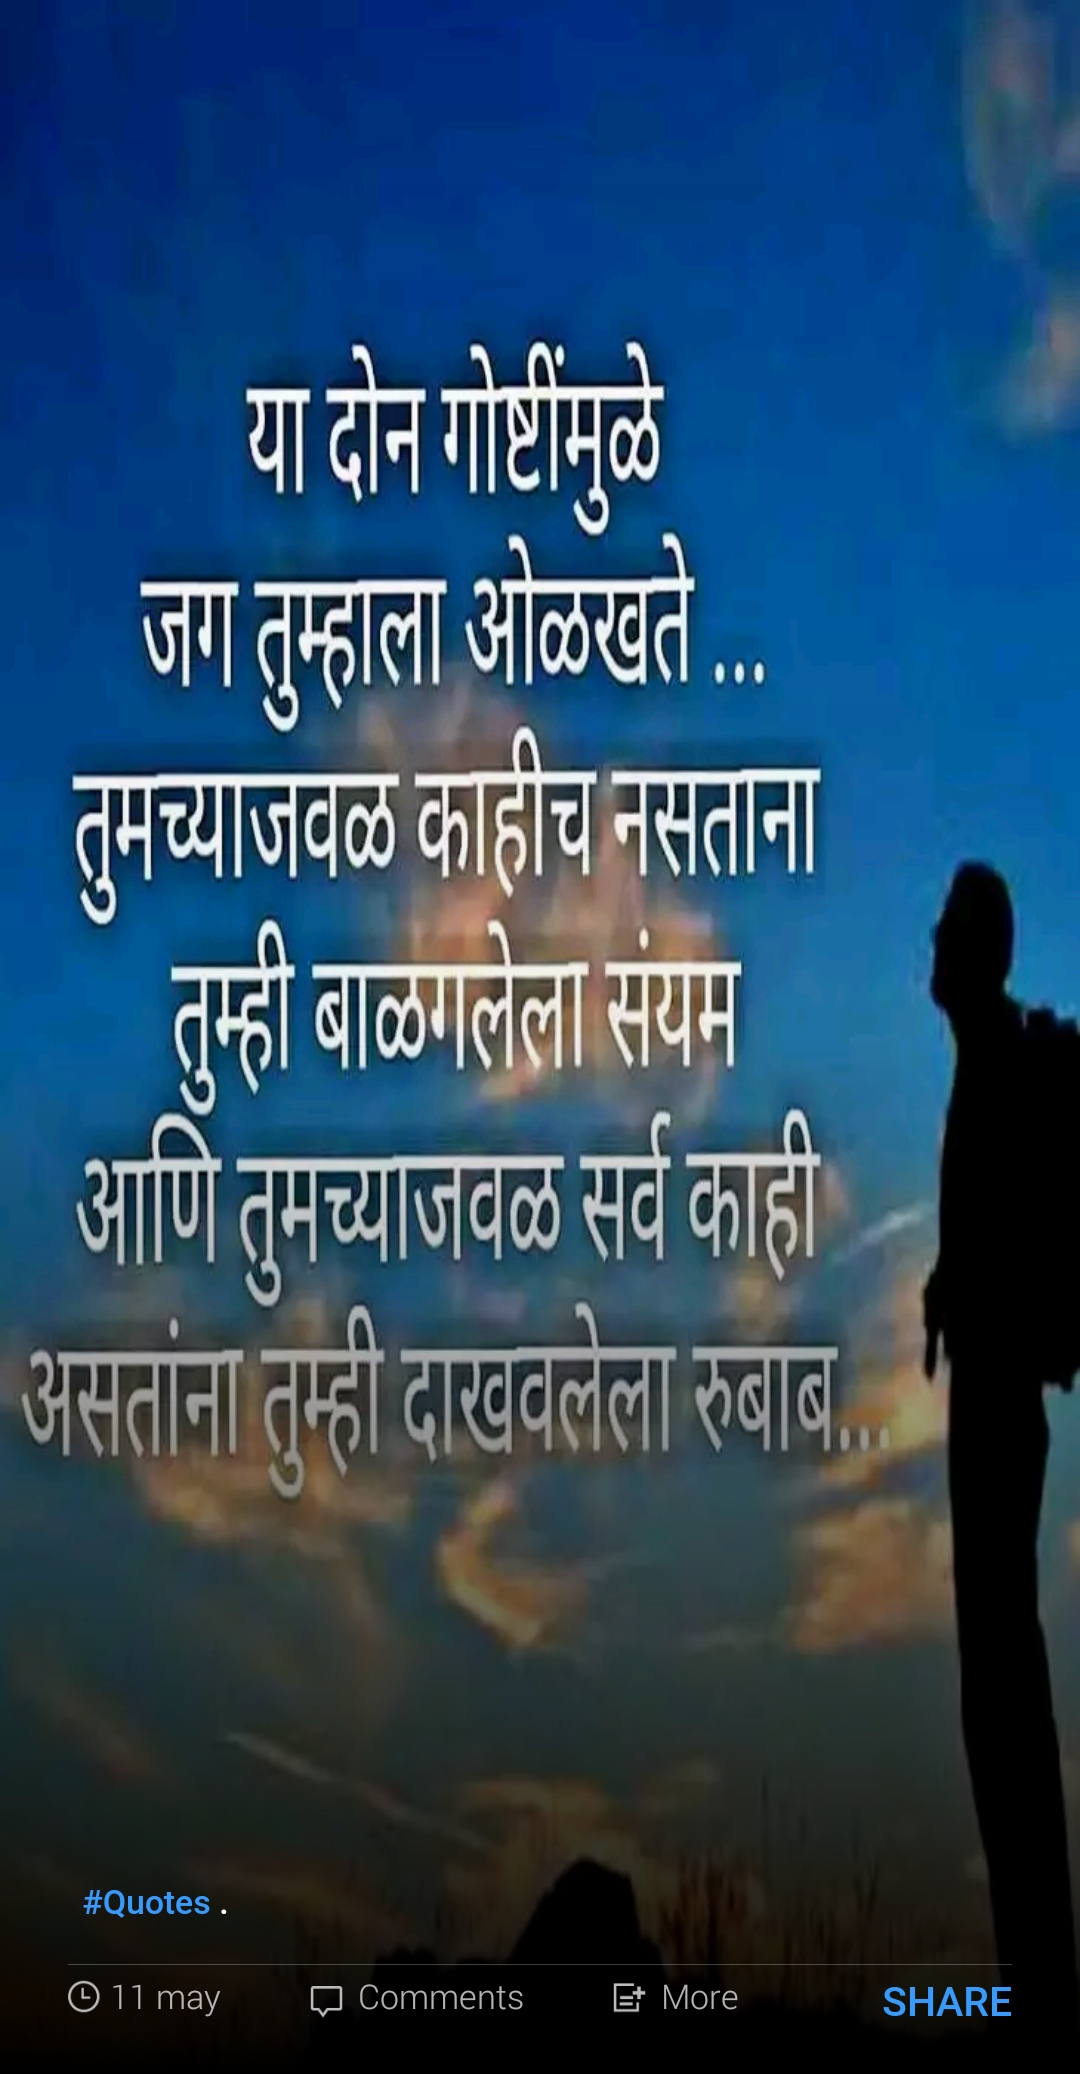 या दोन गोष्टींमुळे
जग तुम्हाला ओळखते ...
तुमच्याजवळ काहीच नसताना
तुम्ही बाळगलेला संयम
आणि तुमच्याजवळ सर्व काही
असतांना तुम्ही दाखवलेला रुबाब...
#Quotes .
11 may Comments More SHARE